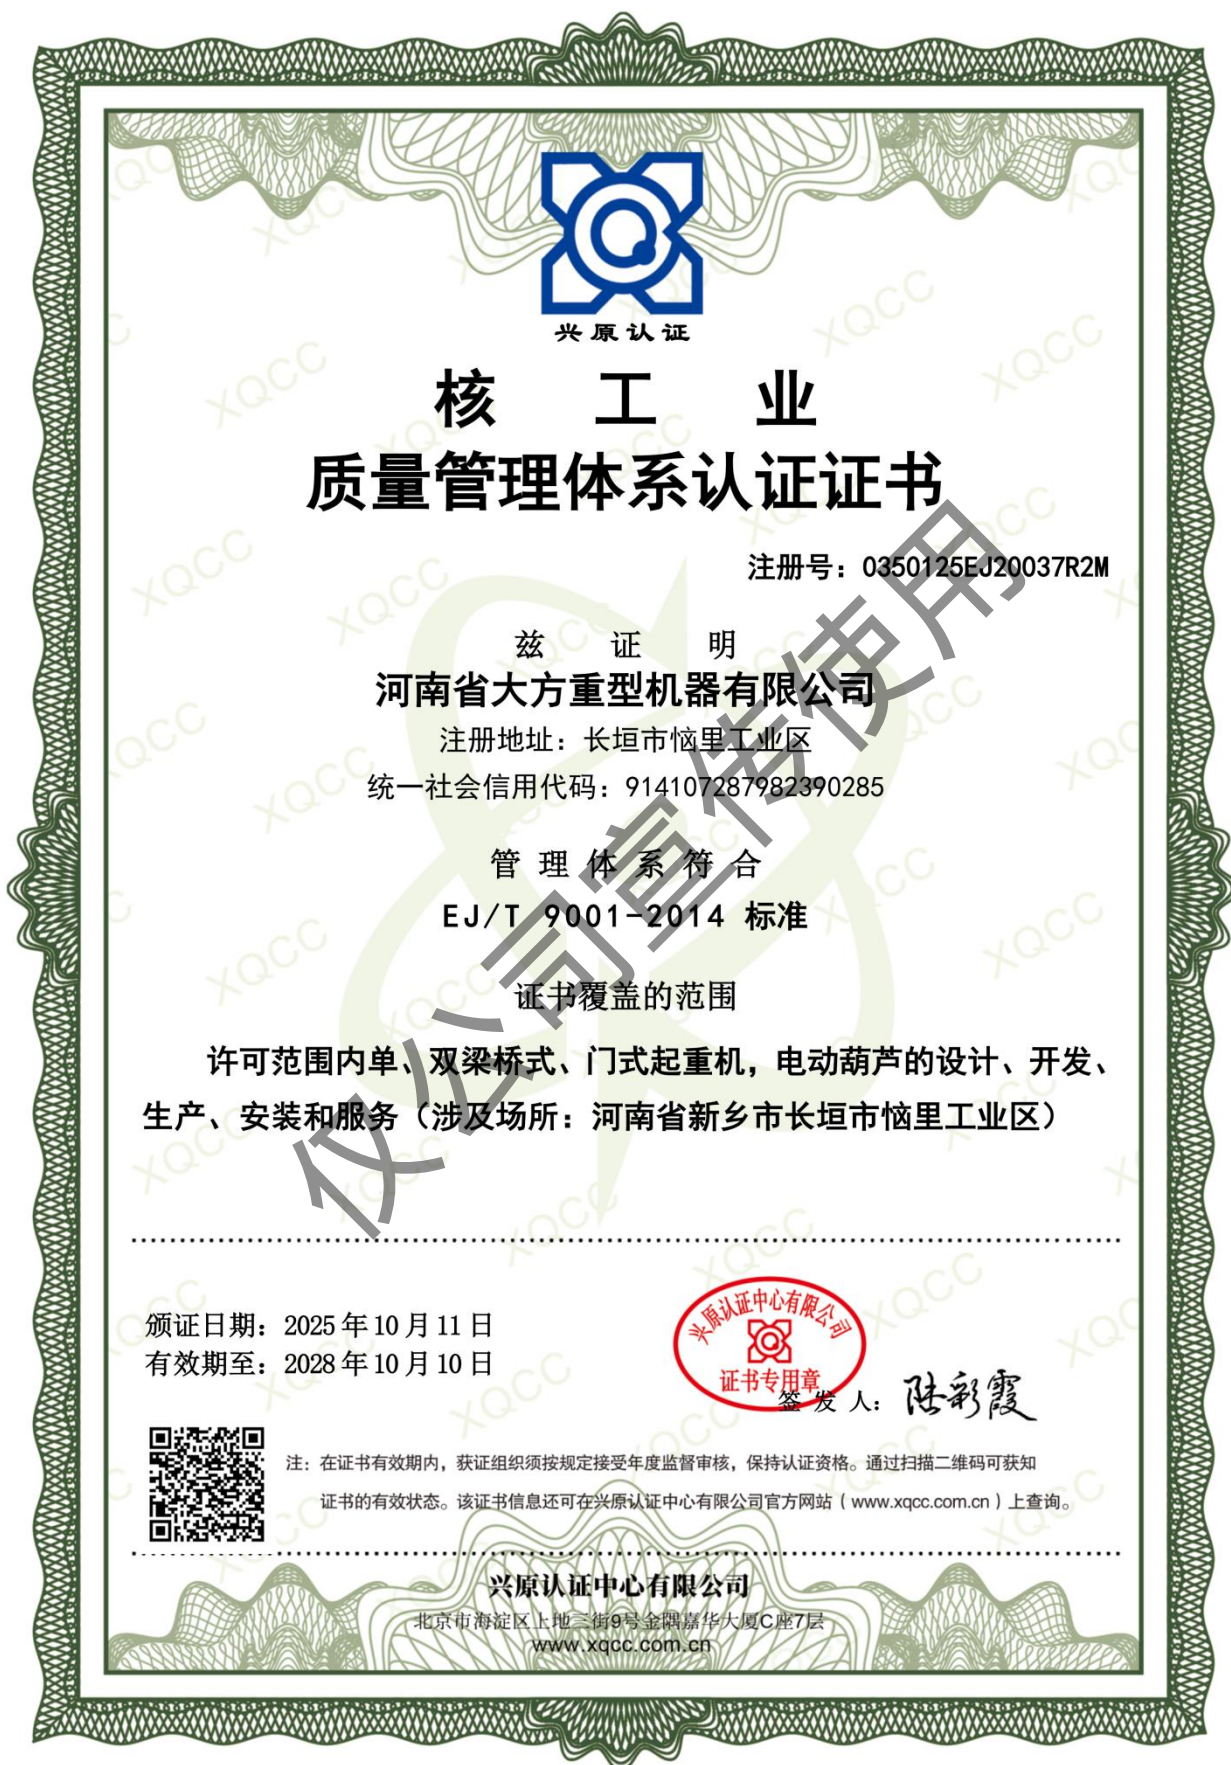 兴原认证
核工业
质量管理体系认证证书
注册号：0350125EJ20037R2M
兹证明
河南省大方重型机器有限公司
注册地址：长垣市恼里工业区
统一社会信用代码：914107287982390285
管理体系符合
EJ/T 9001-2014 标准
证书覆盖的范围
许可范围内单、双梁桥式、门式起重机，电动葫芦的设计、开发、
生产、安装和服务（涉及场所：河南省新乡市长垣市恼里工业区）
仅公司宣传使用
颁证日期：2025年10月11日
有效期至：2028年10月10日
兴原认证中心有限公司
证书专用章
签发人：陆彩霞
注：在证书有效期内，获证组织须按规定接受年度监督审核，保持认证资格。通过扫描二维码可获知
证书的有效状态。该证书信息还可在兴原认证中心有限公司官方网站（www.xqcc.com.cn）上查询。
兴原认证中心有限公司
北京市海淀区上地三街9号金隅嘉华大厦C座7层
www.xqcc.com.cn
XQCC